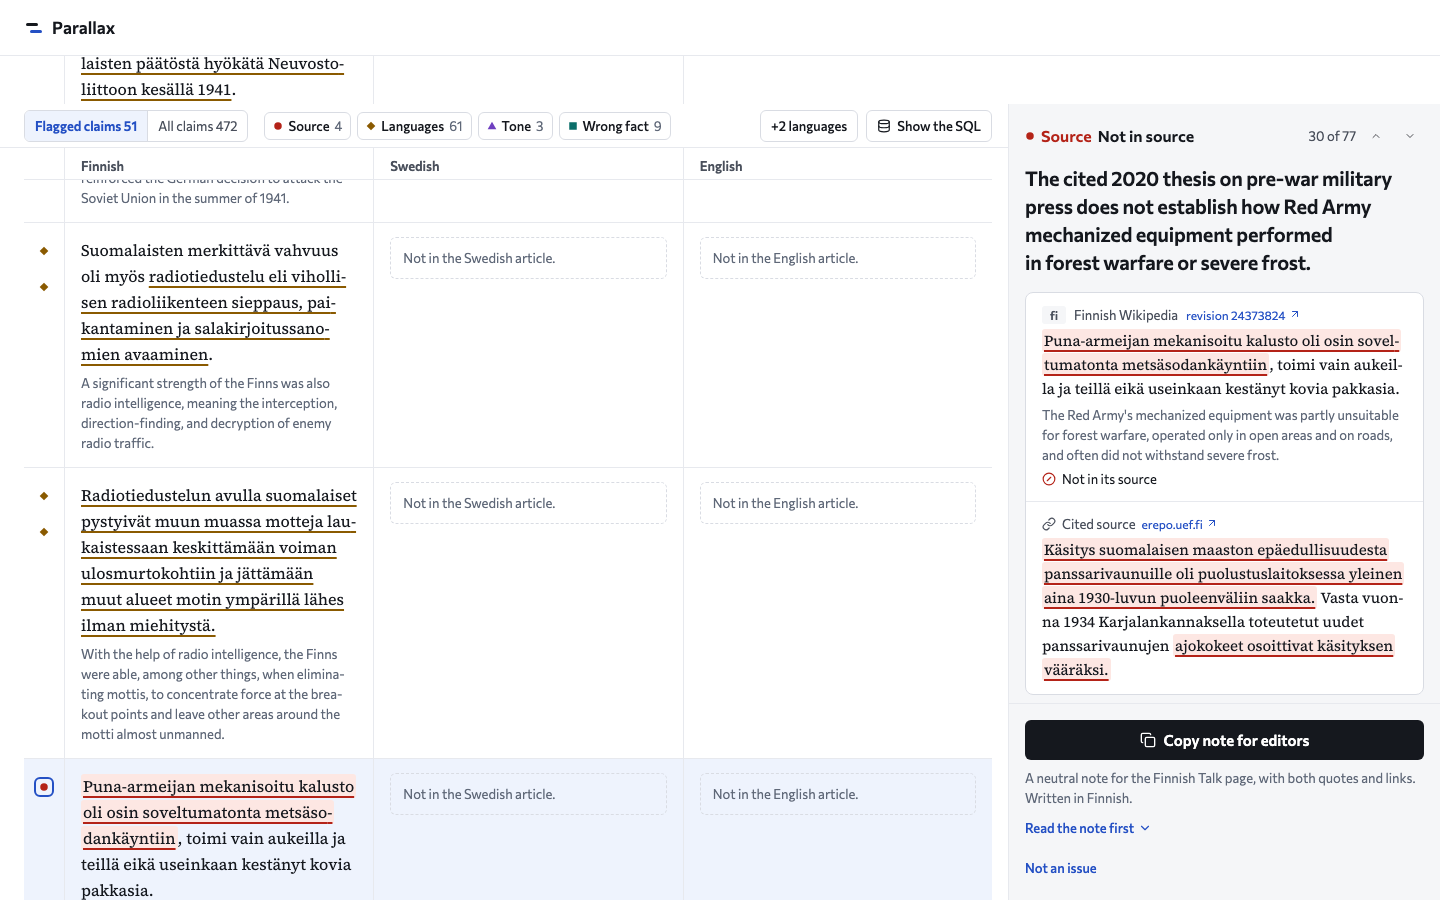 Parallax
laisten päätöstä hyökätä Neuvosto-
liittoon kesällä 1941.
Flagged claims 51
All claims 472
Source 4
Languages 61
Tone 3
Wrong fact 9
+2 languages
Show the SQL
Finnish
Swedish
English
reinforced the German decision to attack the
Soviet Union in the summer of 1941.
Suomalaisten merkittävä vahvuus
oli myös radiotiedustelu eli viholli-
sen radioliikenteen sieppaus, pai-
kantaminen ja salakirjoitussano-
mien avaaminen.
A significant strength of the Finns was also
radio intelligence, meaning the interception,
direction-finding, and decryption of enemy
radio traffic.
Not in the Swedish article.
Not in the English article.
Radiotiedustelun avulla suomalaiset
pystyivät muun muassa motteja lau-
kaistessaan keskittämään voiman
ulosmurtokohtiin ja jättämään
muut alueet motin ympärillä lähes
ilman miehitystä.
With the help of radio intelligence, the Finns
were able, among other things, when elimina-
ting mottis, to concentrate force at the brea-
kout points and leave other areas around the
motti almost unmanned.
Not in the Swedish article.
Not in the English article.
Puna-armeijan mekanisoitu kalusto
oli osin soveltumatonta metsäso-
dankäyntiin, toimi vain aukeilla ja
teillä eikä useinkaan kestänyt kovia
pakkasia.
Not in the Swedish article.
Not in the English article.
Source Not in source
30 of 77
The cited 2020 thesis on pre-war military
press does not establish how Red Army
mechanized equipment performed
in forest warfare or severe frost.
fi Finnish Wikipedia revision 24373824
Puna-armeijan mekanisoitu kalusto oli osin sovel-
tumatonta metsäsodankäyntiin, toimi vain aukeil-
la ja teillä eikä useinkaan kestänyt kovia pakkasia.
The Red Army's mechanized equipment was partly unsuitable
for forest warfare, operated only in open areas and on roads,
and often did not withstand severe frost.
Not in its source
Cited source erepo.uef.fi
Käsitys suomalaisen maaston epäedullisuudesta
panssarivaunuille oli puolustuslaitoksessa yleinen
aina 1930-luvun puoleenväliin saakka. Vasta vuon-
na 1934 Karjalankannaksella toteutetut uudet
panssarivaunujen ajokokeet osoittivat käsityksen
vääräksi.
Copy note for editors
A neutral note for the Finnish Talk page, with both quotes and links.
Written in Finnish.
Read the note first
Not an issue